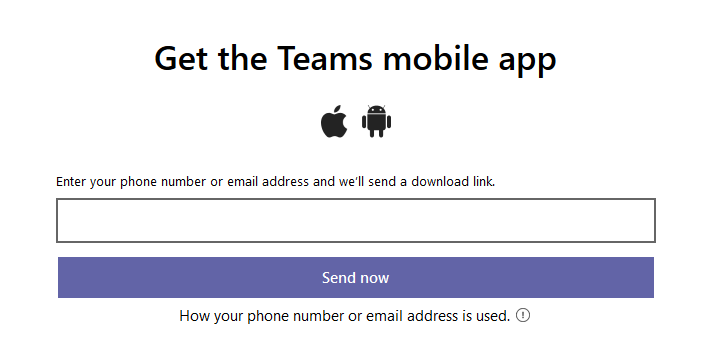 Get the Teams mobile app
Enter your phone number or email address and we'll send a download link.
Send now
How your phone number or email address is used.